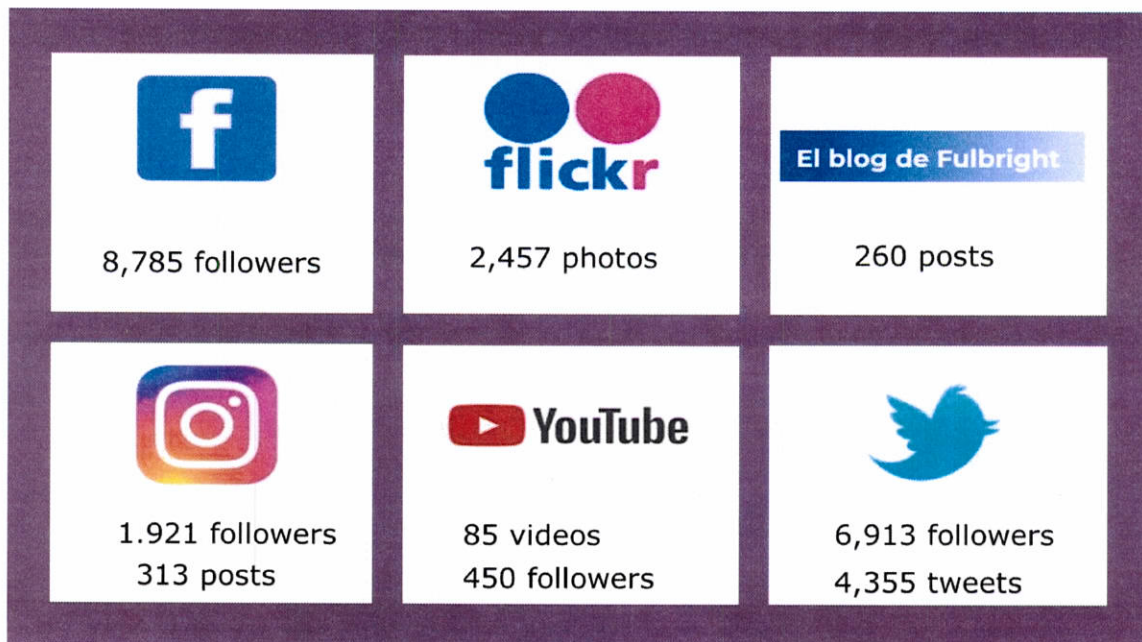 f
flickr
El blog de Fulbright
8,785 followers
2,457 photos
260 posts
YouTube
1.921 followers
313 posts
85 videos
450 followers
6,913 followers
4,355 tweets